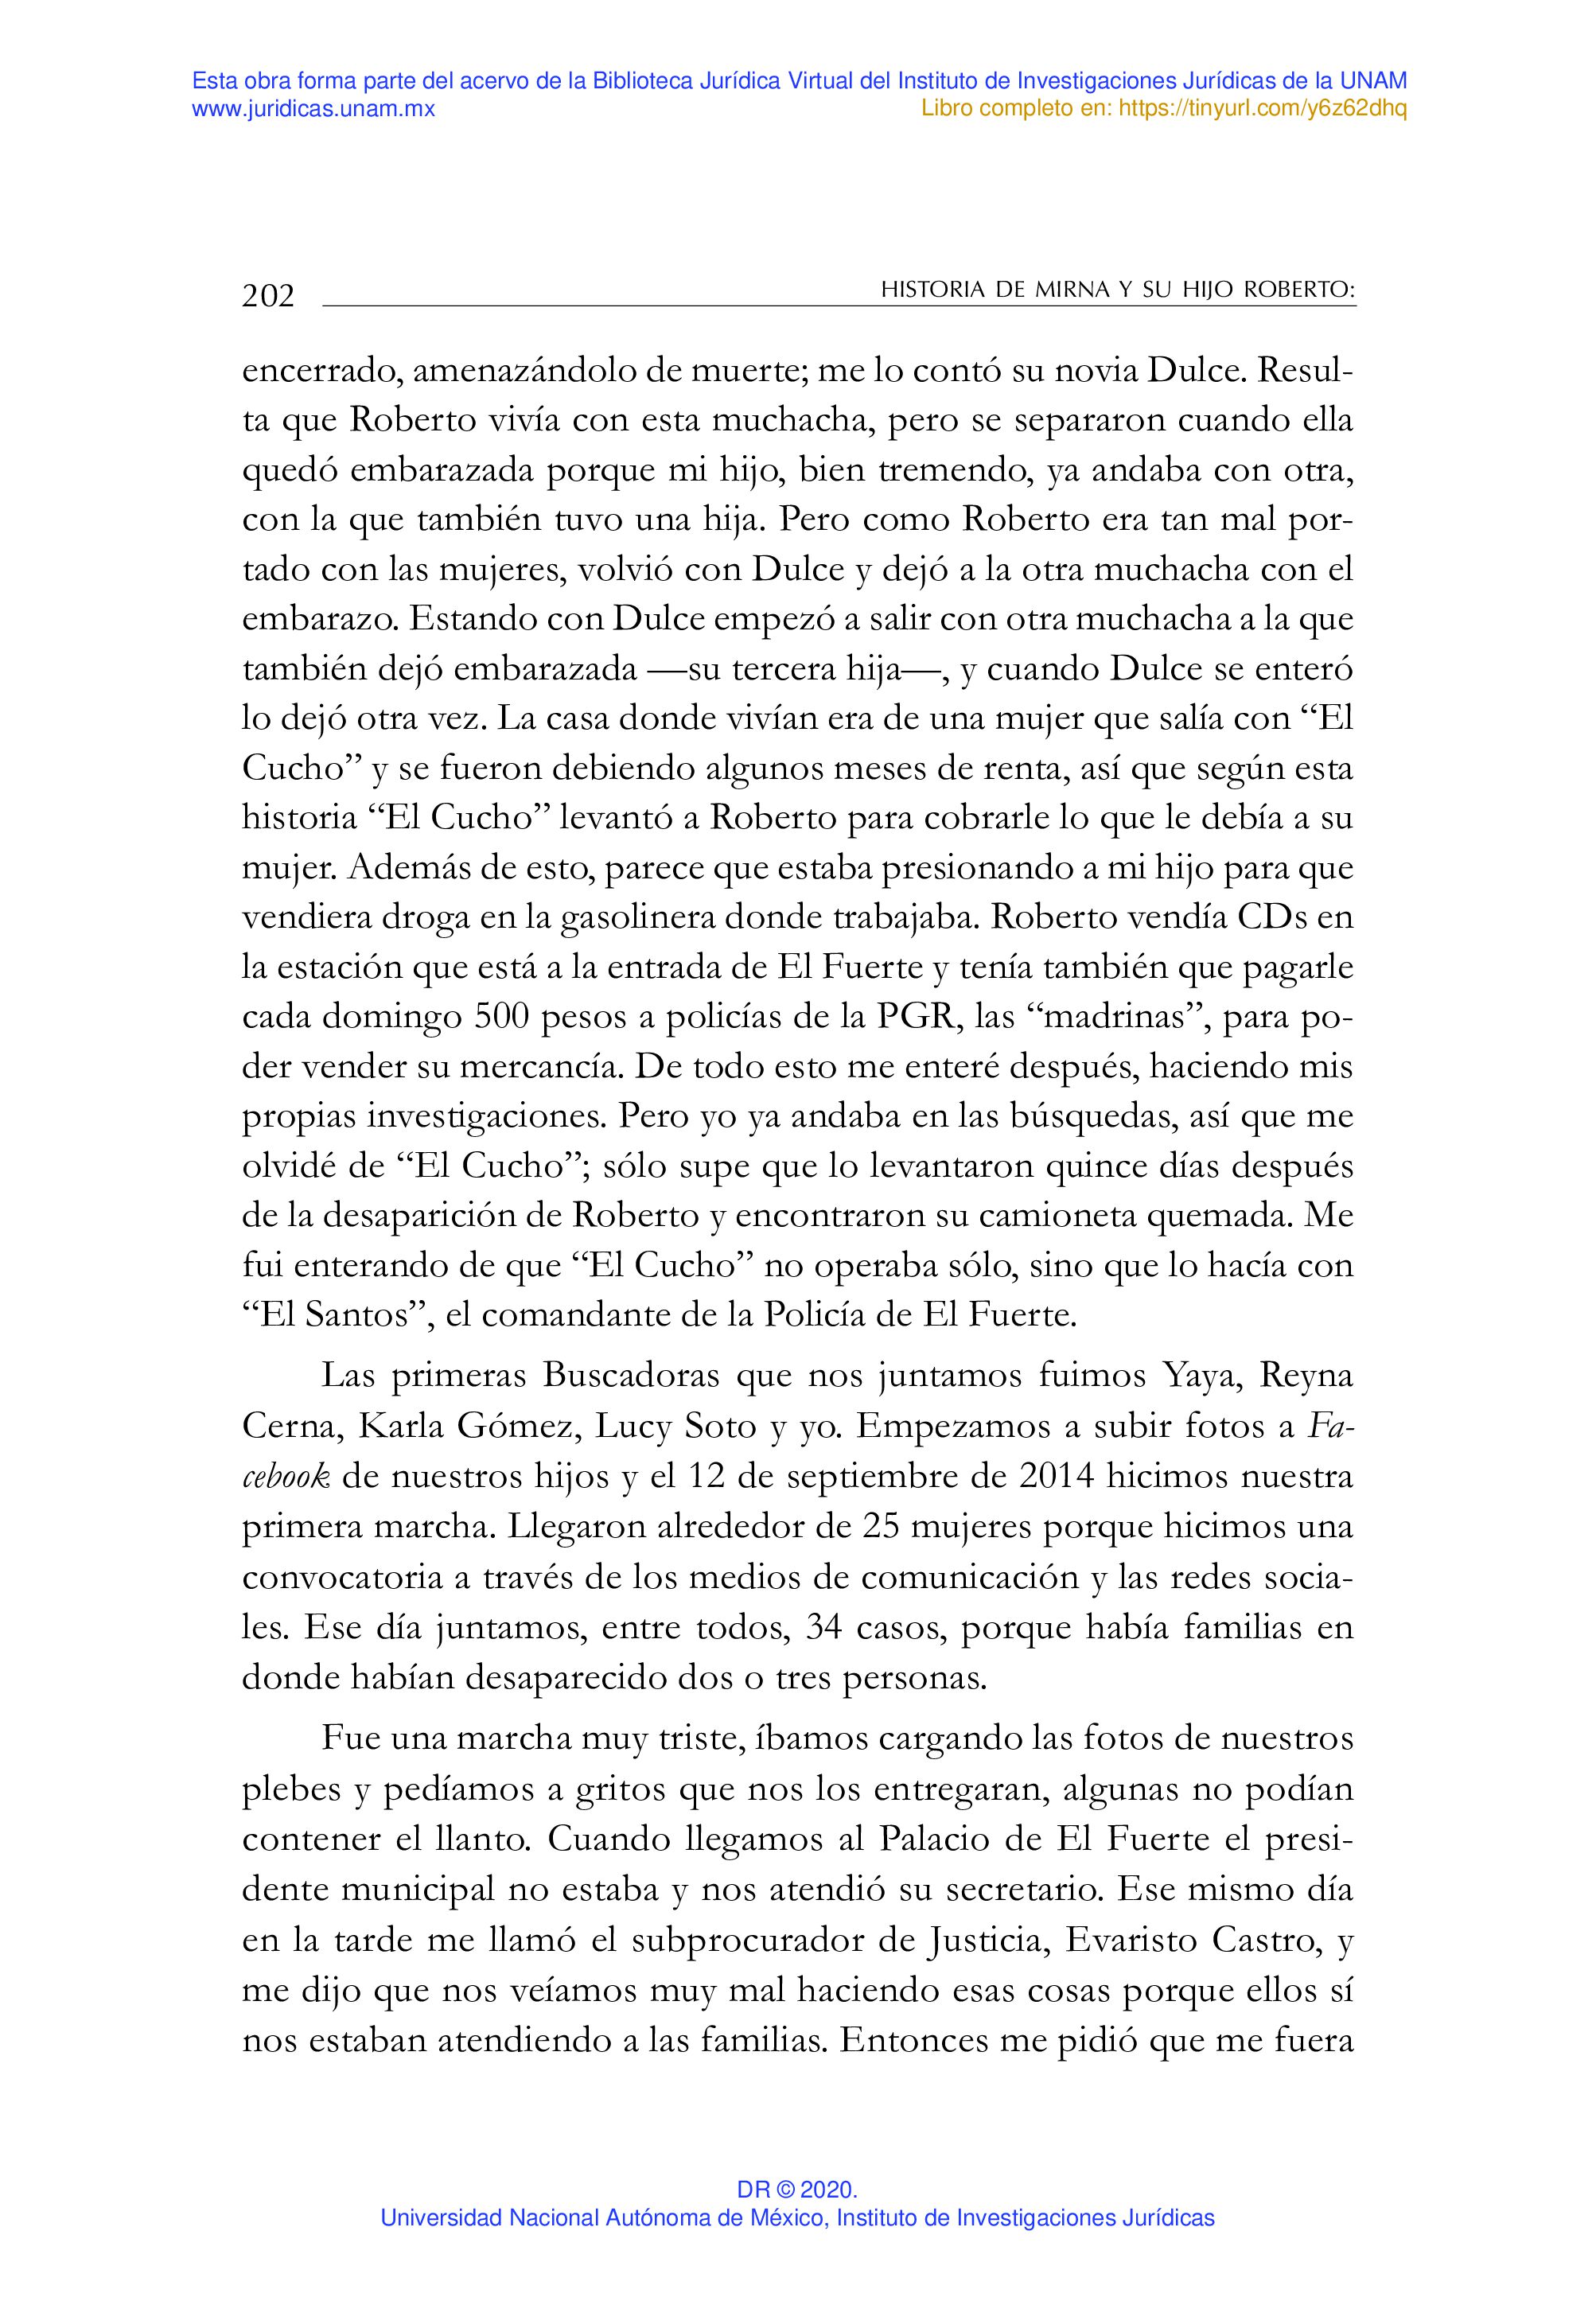 Esta obra forma parte del acervo de la Biblioteca Jurídica Virtual del Instituto de Investigaciones Jurídicas de la UNAM
www.juridicas.unam.mx Libro completo en: https://tinyurl.com/y6z62dhq
202 HISTORIA DE MIRNA Y SU HIJO ROBERTO:
encerrado, amenazándolo de muerte; me lo contó su novia Dulce. Resul-
ta que Roberto vivía con esta muchacha, pero se separaron cuando ella
quedó embarazada porque mi hijo, bien tremendo, ya andaba con otra,
con la que también tuvo una hija. Pero como Roberto era tan mal por-
tado con las mujeres, volvió con Dulce y dejó a la otra muchacha con el
embarazo. Estando con Dulce empezó a salir con otra muchacha a la que
también dejó embarazada —su tercera hija—, y cuando Dulce se enteró
lo dejó otra vez. La casa donde vivían era de una mujer que salía con “El
Cucho” y se fueron debiendo algunos meses de renta, así que según esta
historia “El Cucho” levantó a Roberto para cobrarle lo que le debía a su
mujer. Además de esto, parece que estaba presionando a mi hijo para que
vendiera droga en la gasolinera donde trabajaba. Roberto vendía CDs en
la estación que está a la entrada de El Fuerte y tenía también que pagarle
cada domingo 500 pesos a policías de la PGR, las “madrinas”, para po-
der vender su mercancía. De todo esto me enteré después, haciendo mis
propias investigaciones. Pero yo ya andaba en las búsquedas, así que me
olvidé de “El Cucho”; sólo supe que lo levantaron quince días después
de la desaparición de Roberto y encontraron su camioneta quemada. Me
fui enterando de que “El Cucho” no operaba sólo, sino que lo hacía con
“El Santos”, el comandante de la Policía de El Fuerte.
Las primeras Buscadoras que nos juntamos fuimos Yaya, Reyna
Cerna, Karla Gómez, Lucy Soto y yo. Empezamos a subir fotos a Fa-
cebook de nuestros hijos y el 12 de septiembre de 2014 hicimos nuestra
primera marcha. Llegaron alrededor de 25 mujeres porque hicimos una
convocatoria a través de los medios de comunicación y las redes socia-
les. Ese día juntamos, entre todos, 34 casos, porque había familias en
donde habían desaparecido dos o tres personas.
Fue una marcha muy triste, íbamos cargando las fotos de nuestros
plebes y pedíamos a gritos que nos los entregaran, algunas no podían
contener el llanto. Cuando llegamos al Palacio de El Fuerte el presi-
dente municipal no estaba y nos atendió su secretario. Ese mismo día
en la tarde me llamó el subprocurador de Justicia, Evaristo Castro, y
me dijo que nos veíamos muy mal haciendo esas cosas porque ellos sí
nos estaban atendiendo a las familias. Entonces me pidió que me fuera
DR © 2020.
Universidad Nacional Autónoma de México, Instituto de Investigaciones Jurídicas